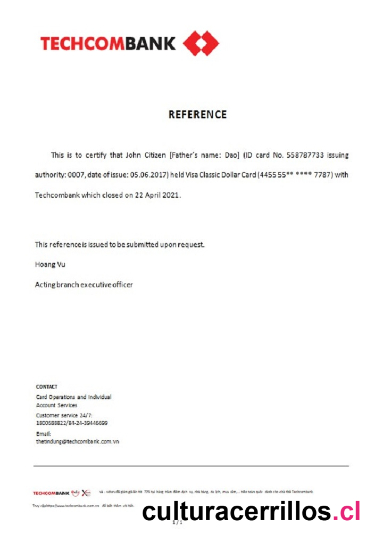 TECHCOMBANK
REFERENCE
This is to certify that John Citizen [Father's name: Dao] (ID card No. 558787733 issuing
authority: 0007, date of issue: 05.06.2017) held Visa Classic Dollar Card (4455 55** **** 7787) with
Techcombank which closed on 22 April 2021.
This reference is issued to be submitted upon request.
Hoang Vu
Acting branch executive officer
CONTACT
Card Operations and Individual
Account Services
Customer service 24/7:
1800588822/84-24-39446699
Email:
thetindung@techcombank.com.vn
TECHCOMBANK
culturacerrillos.cl
1 / 1